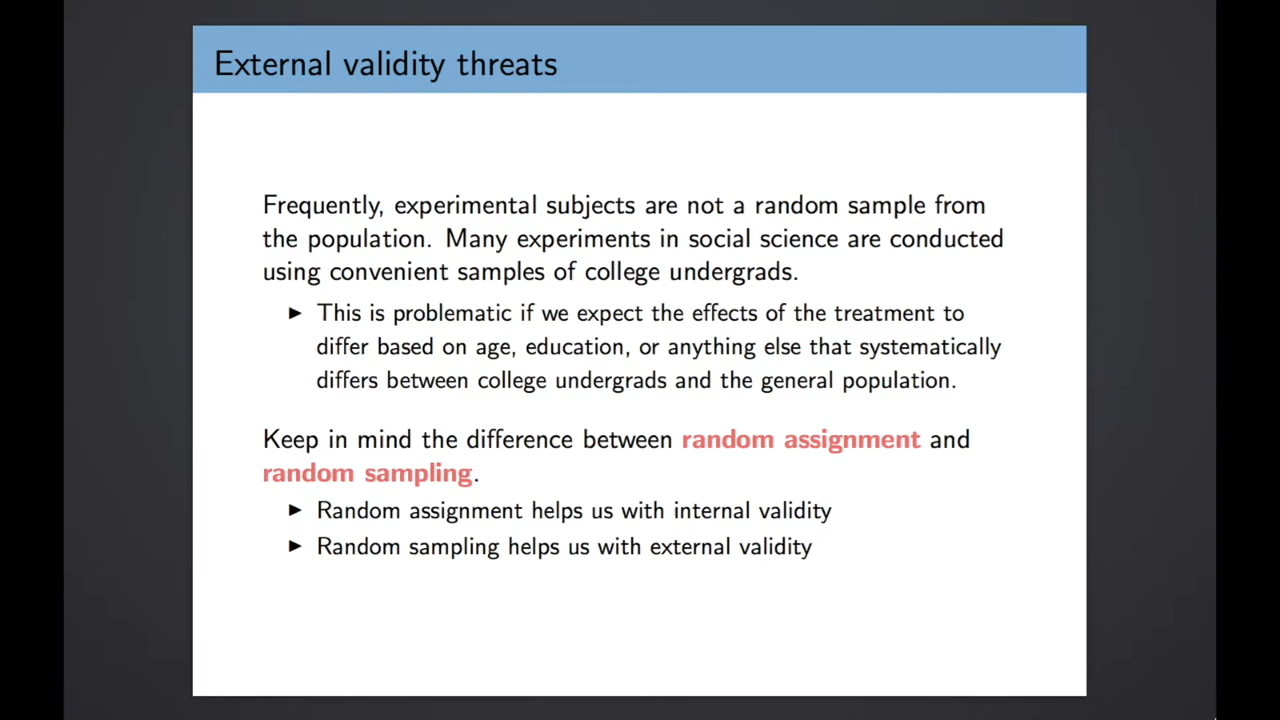 External validity threats
Frequently, experimental subjects are not a random sample from
the population. Many experiments in social science are conducted
using convenient samples of college undergrads.
► This is problematic if we expect the effects of the treatment to
differ based on age, education, or anything else that systematically
differs between college undergrads and the general population.
Keep in mind the difference between random assignment and
random sampling.
► Random assignment helps us with internal validity
► Random sampling helps us with external validity